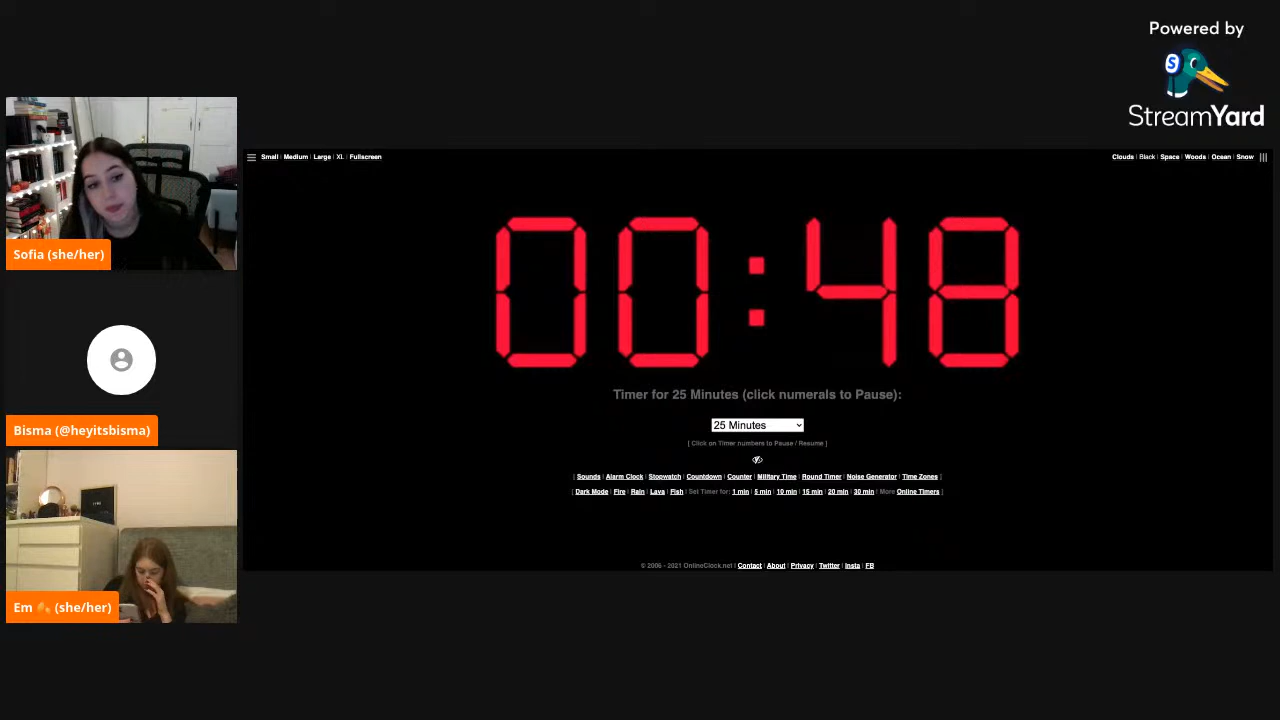 Powered by
StreamYard
Small | Medium | Large | XL | Fullscreen
Clouds | Black | Space | Woods | Ocean | Snow
00:48
Timer for 25 Minutes (click numerals to Pause):
25 Minutes
[ Click on Timer numbers to Pause / Resume ]
[ Sounds | Alarm Clock | Stopwatch | Countdown | Counter | Military Time | Round Timer | Noise Generator | Time Zones ]
[ Dark Mode | Fire | Rain | Lava | Fish | Set Timer for: 1 min | 5 min | 10 min | 15 min | 20 min | 30 min | More Online Timers ]
© 2006 - 2021 OnlineClock.net | Contact | About | Privacy | Twitter | Insta | FB
Sofia (she/her)
Bisma (@heyitsbisma)
Em 🍂 (she/her)